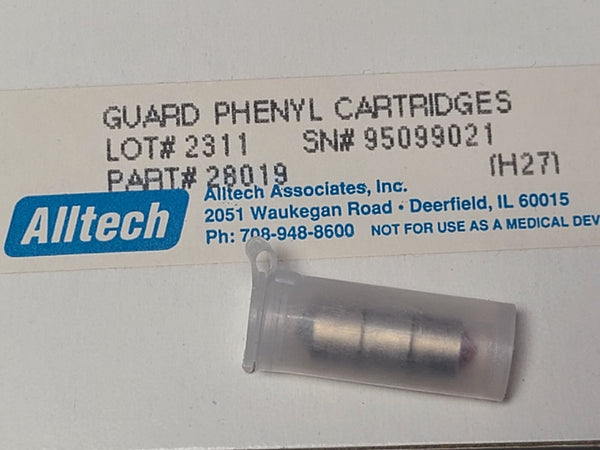 GUARD PHENYL CARTRIDGES
LOT# 2311 SN# 95099021
PART# 28019 (H27)
Alltech
Alltech Associates, Inc.
2051 Waukegan Road • Deerfield, IL 60015
Ph: 708-948-8600 NOT FOR USE AS A MEDICAL DEV